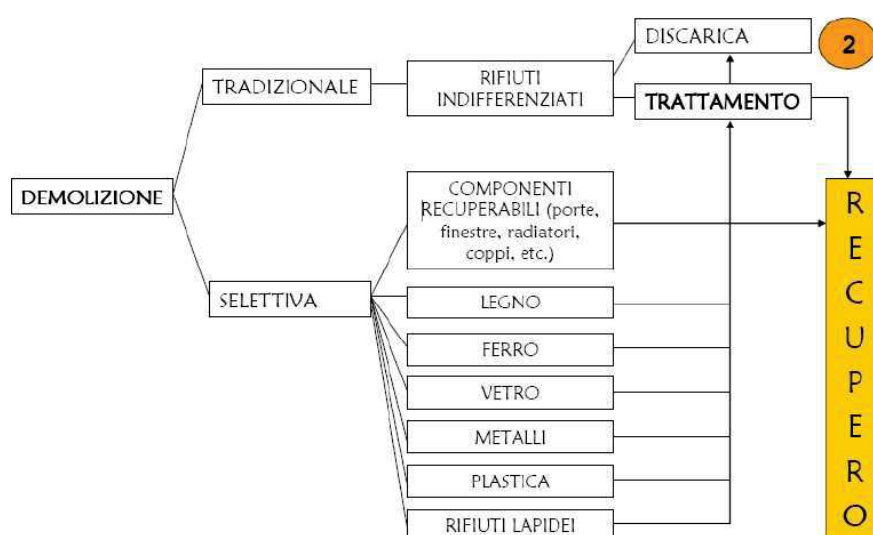 DISCARICA
2
TRADIZIONALE
RIFIUTI
INDIFFERENZIATI
TRATTAMENTO
DEMOLIZIONE
COMPONENTI
RECUPERABILI (porte,
finestre, radiatori,
coppi, etc.)
SELETTIVA
LEGNO
FERRO
VETRO
METALLI
PLASTICA
RIFIUTI LAPIDEI
R
E
C
U
P
E
R
O